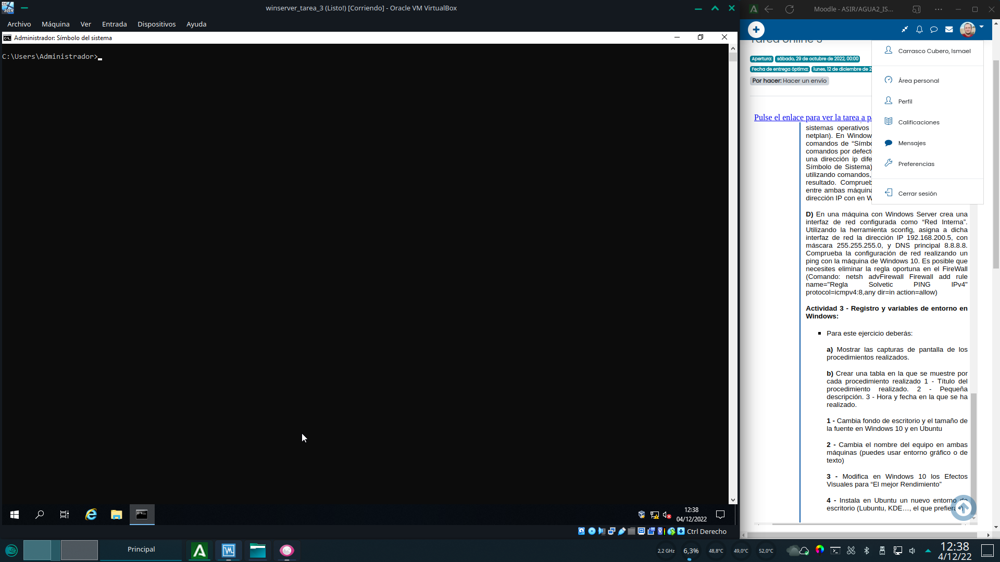 winserver_tarea_3 (Listo!) [Corriendo] - Oracle VM VirtualBox
Archivo Máquina Ver Entrada Dispositivos Ayuda
Administrador: Símbolo del sistema
C:\Users\Administrador>
12:38
04/12/2022
Ctrl Derecho
Moodle - ASIR/AGUA2_IS...
Tarea online 3
Apertura: sábado, 29 de octubre de 2022, 00:00
Fecha de entrega óptima: lunes, 12 de diciembre de 2
Por hacer: Hacer un envío
Carrasco Cubero, Ismael
Área personal
Perfil
Calificaciones
Mensajes
Preferencias
Cerrar sesión
Pulse el enlace para ver la tarea a p
sistemas operativos
netplan). En Window
comandos de “Símbo
comandos por defect
una dirección ip dife
Símbolo de Sistema)
utilizando comandos,
resultado. Comprueb
entre ambas máquina
dirección IP con en W
D) En una máquina con Windows Server crea una
interfaz de red configurada como “Red Interna”.
Utilizando la herramienta sconfig, asigna a dicha
interfaz de red la dirección IP 192.168.200.5, con
máscara 255.255.255.0, y DNS principal 8.8.8.8.
Comprueba la configuración de red realizando un
ping con la máquina de Windows 10. Es posible que
necesites eliminar la regla oportuna en el FireWall
(Comando: netsh advFirewall Firewall add rule
name="Regla Solvetic PING IPv4"
protocol=icmpv4:8,any dir=in action=allow)
Actividad 3 - Registro y variables de entorno en
Windows:
Para este ejercicio deberás:
a) Mostrar las capturas de pantalla de los
procedimientos realizados.
b) Crear una tabla en la que se muestre por
cada procedimiento realizado 1 - Título del
procedimiento realizado. 2 - Pequeña
descripción. 3 - Hora y fecha en la que se ha
realizado.
1 - Cambia fondo de escritorio y el tamaño de
la fuente en Windows 10 y en Ubuntu
2 - Cambia el nombre del equipo en ambas
máquinas (puedes usar entorno gráfico o de
texto)
3 - Modifica en Windows 10 los Efectos
Visuales para “El mejor Rendimiento”
4 - Instala en Ubuntu un nuevo entorno de
escritorio (Lubuntu, KDE…, el que prefieras)
Principal
2,2 GHz
6,3%
48,8°C
49,0°C
52,0°C
12:38
4/12/22